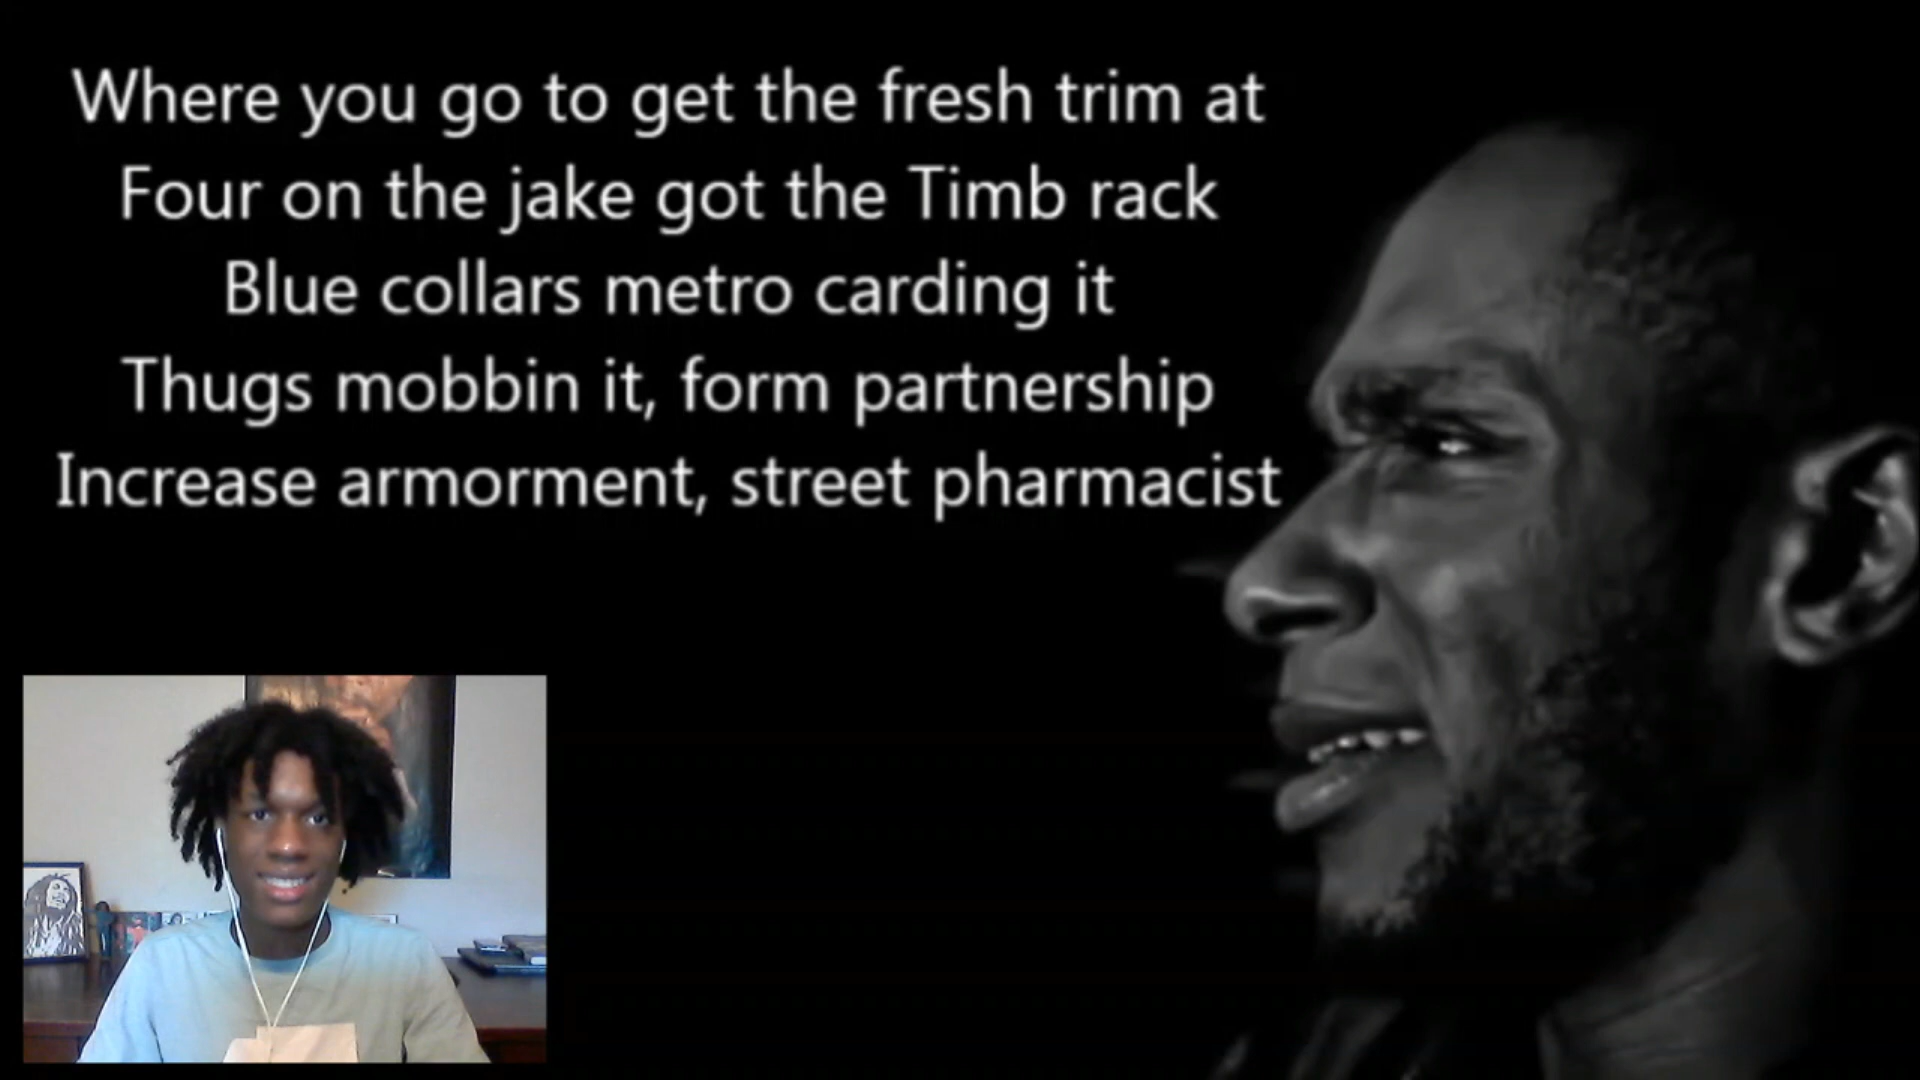 Where you go to get the fresh trim at
Four on the jake got the Timb rack
Blue collars metro carding it
Thugs mobbin it, form partnership
Increase armorment, street pharmacist